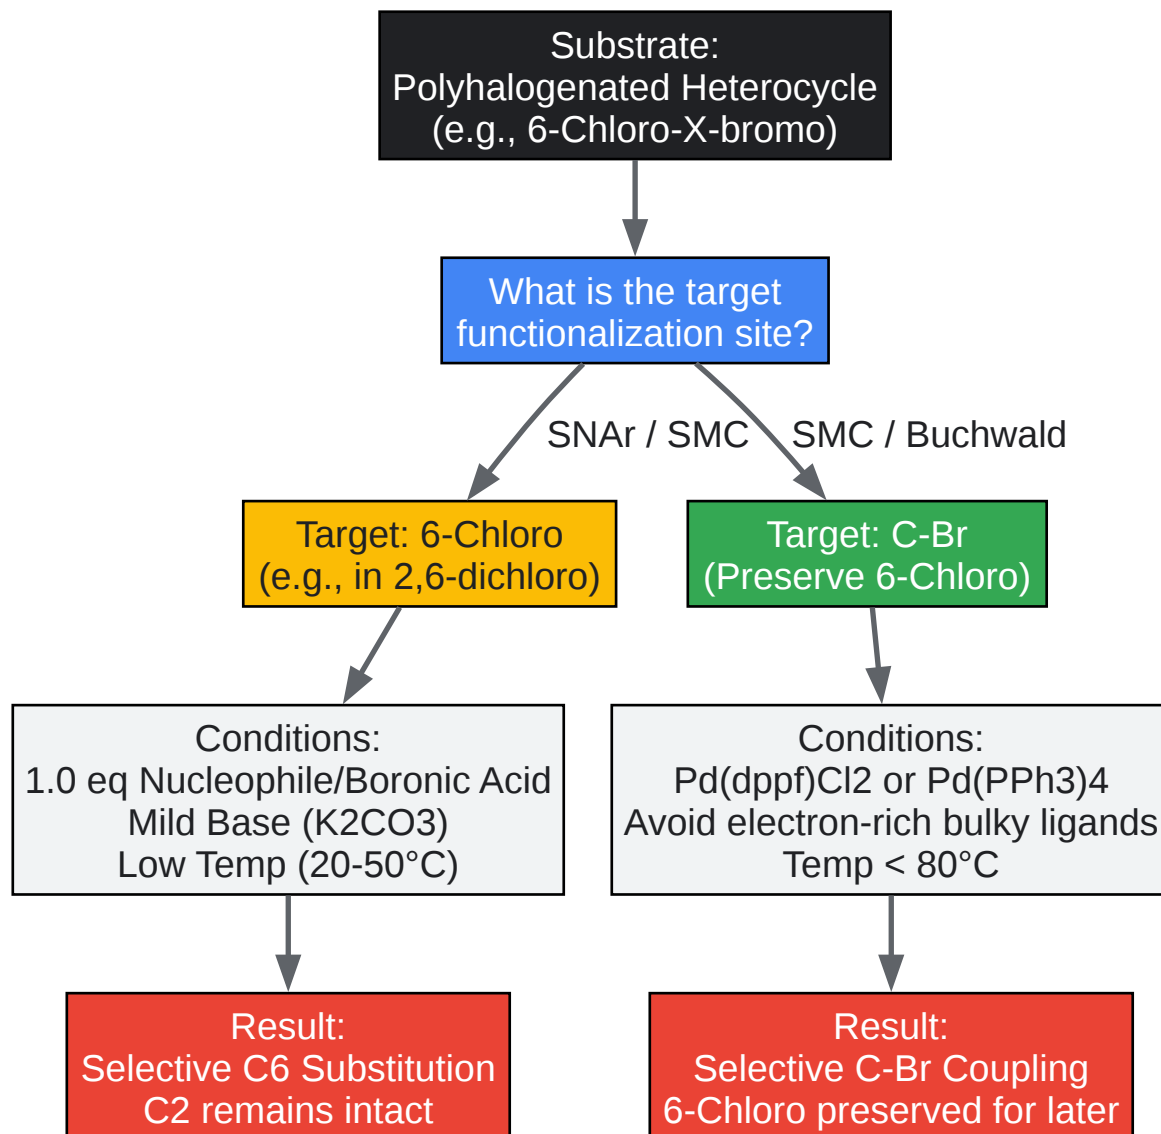 Substrate:
Polyhalogenated Heterocycle
(e.g., 6-Chloro-X-bromo)
What is the target
functionalization site?
SNAr / SMC
SMC / Buchwald
Target: 6-Chloro
(e.g., in 2,6-dichloro)
Target: C-Br
(Preserve 6-Chloro)
Conditions:
1.0 eq Nucleophile/Boronic Acid
Mild Base (K2CO3)
Low Temp (20-50°C)
Conditions:
Pd(dppf)Cl2 or Pd(PPh3)4
Avoid electron-rich bulky ligands
Temp < 80°C
Result:
Selective C6 Substitution
C2 remains intact
Result:
Selective C-Br Coupling
6-Chloro preserved for later